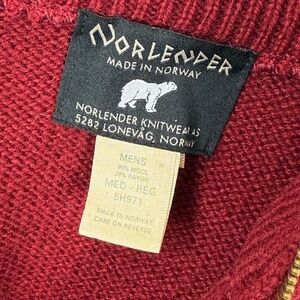 NORLENDER
MADE IN NORWAY
NORLENDER KNITWEAR AS
5282 LONEVÅG, NORWAY
MENS
80% WOOL
20% RAYON
MED - REG
SH971
MADE IN NORWAY
CARE ON REVERSE